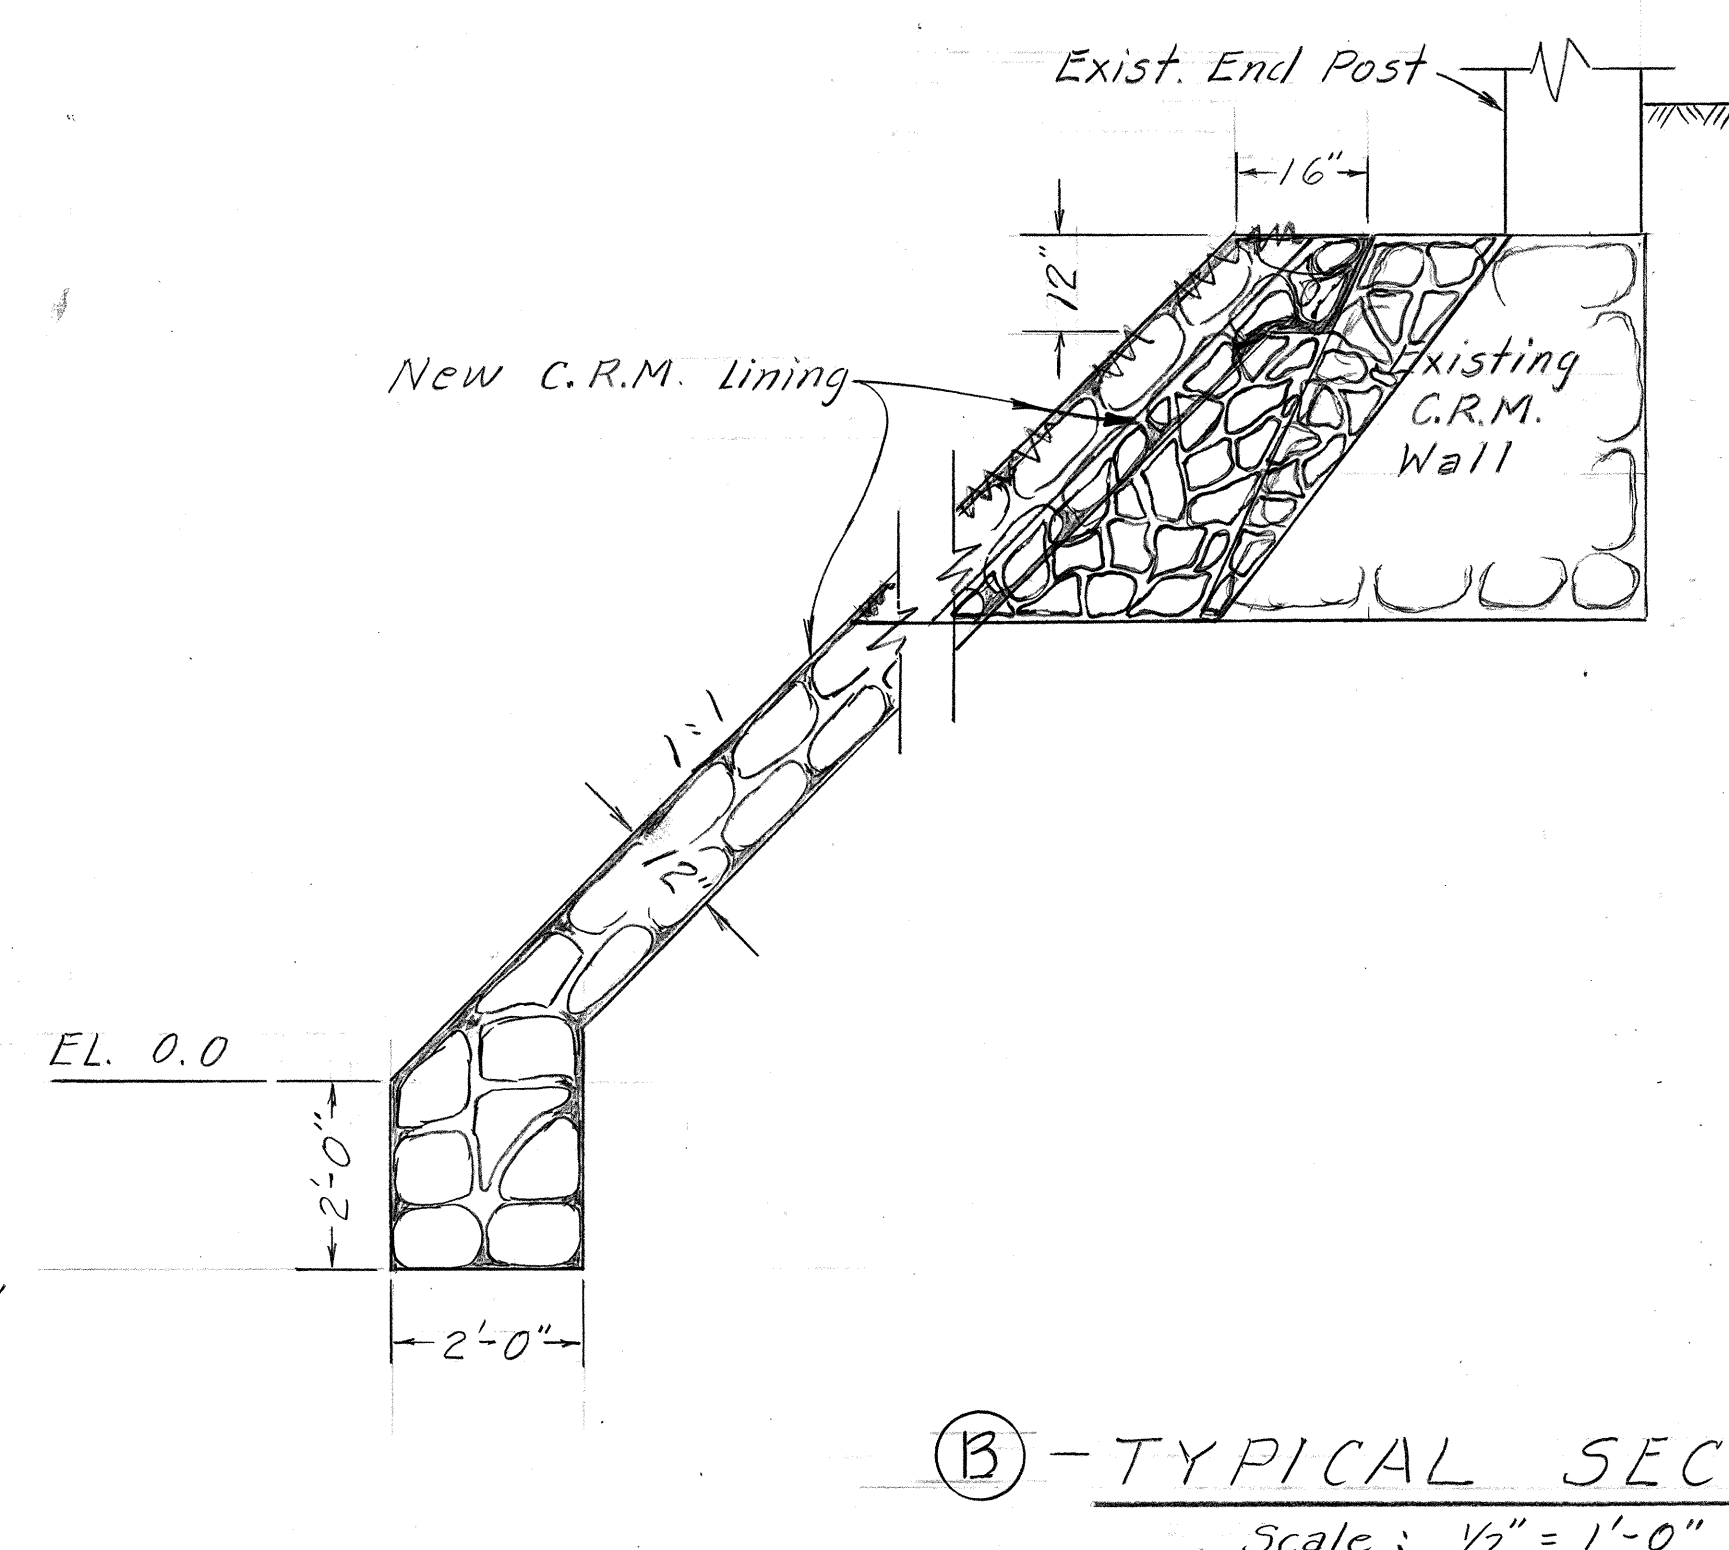 Exist. End Post
16"
12"
New C.R.M. Lining
Existing
C.R.M.
Wall
1:1
12"
EL. 0.0
2'-0"
2'-0"
B - TYPICAL SEC
Scale: 1/2" = 1'-0"